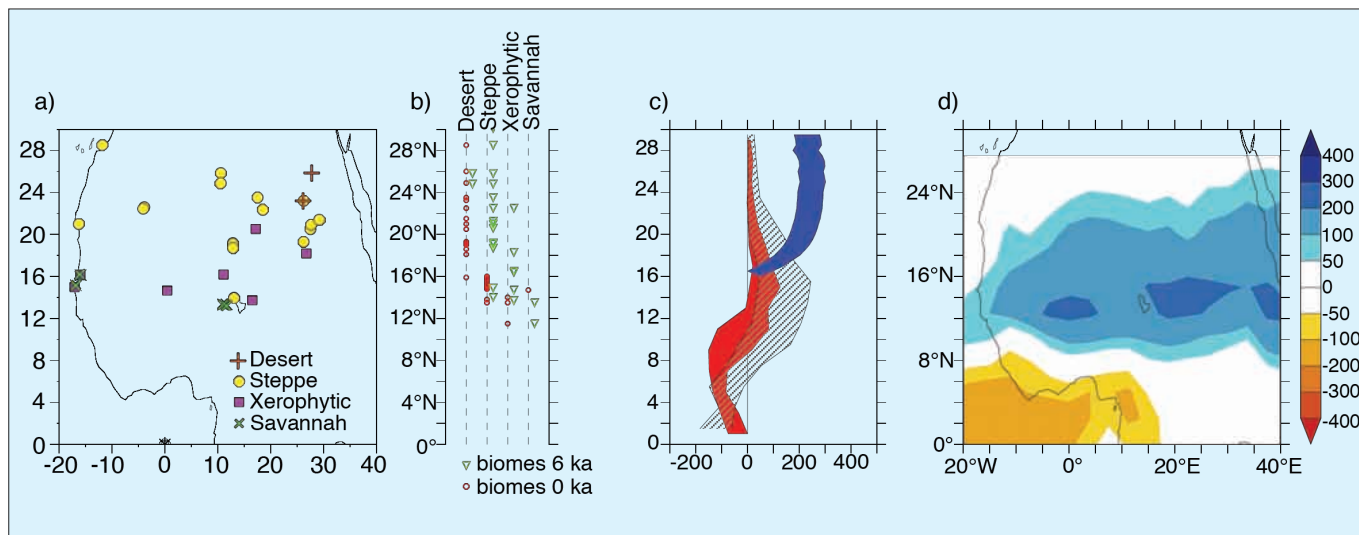 a)
28
24
20
16
12
8
4
0
-20 -10 0 10 20 30 40
Desert
Steppe
Xerophytic
Savannah
b)
Desert
Steppe
Xerophytic
Savannah
28°N
24°N
20°N
16°N
12°N
8°N
4°N
0°
biomes 6 ka
biomes 0 ka
c)
28
24
20
16
12
8
4
0
-200 0 200 400
d)
24°N
16°N
8°N
0°
20°W 0° 20°E 40°E
400
300
200
100
50
0
-50
-100
-200
-300
-400